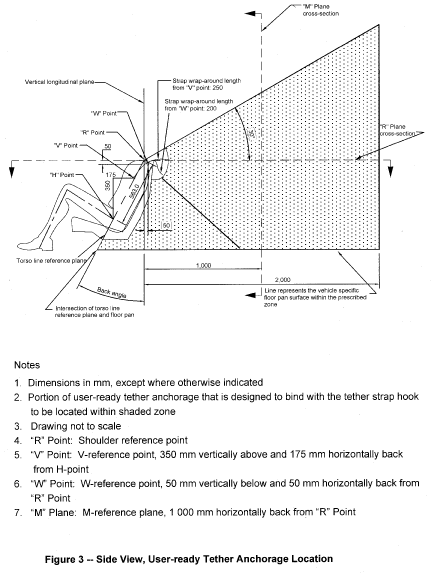 "M" Plane
cross-section
Vertical longitudinal plane
Strap wrap-around length
from "V" point: 250
Strap wrap-around length
from "W" point: 200
"W" Point
"R" Point
"V" Point
"H" Point
"R" Plane
cross-section
50
175
350
50
1,000
2,000
Torso line reference plane
Back angle
Intersection of torso line
reference plane and floor pan
Line represents the vehicle specific
floor pan surface within the prescribed
zone
Notes
1. Dimensions in mm, except where otherwise indicated
2. Portion of user-ready tether anchorage that is designed to bind with the tether strap hook
to be located within shaded zone
3. Drawing not to scale
4. "R" Point: Shoulder reference point
5. "V" Point: V-reference point, 350 mm vertically above and 175 mm horizontally back
from H-point
6. "W" Point: W-reference point, 50 mm vertically below and 50 mm horizontally back from
"R" Point
7. "M" Plane: M-reference plane, 1 000 mm horizontally back from "R" Point
Figure 3 -- Side View, User-ready Tether Anchorage Location